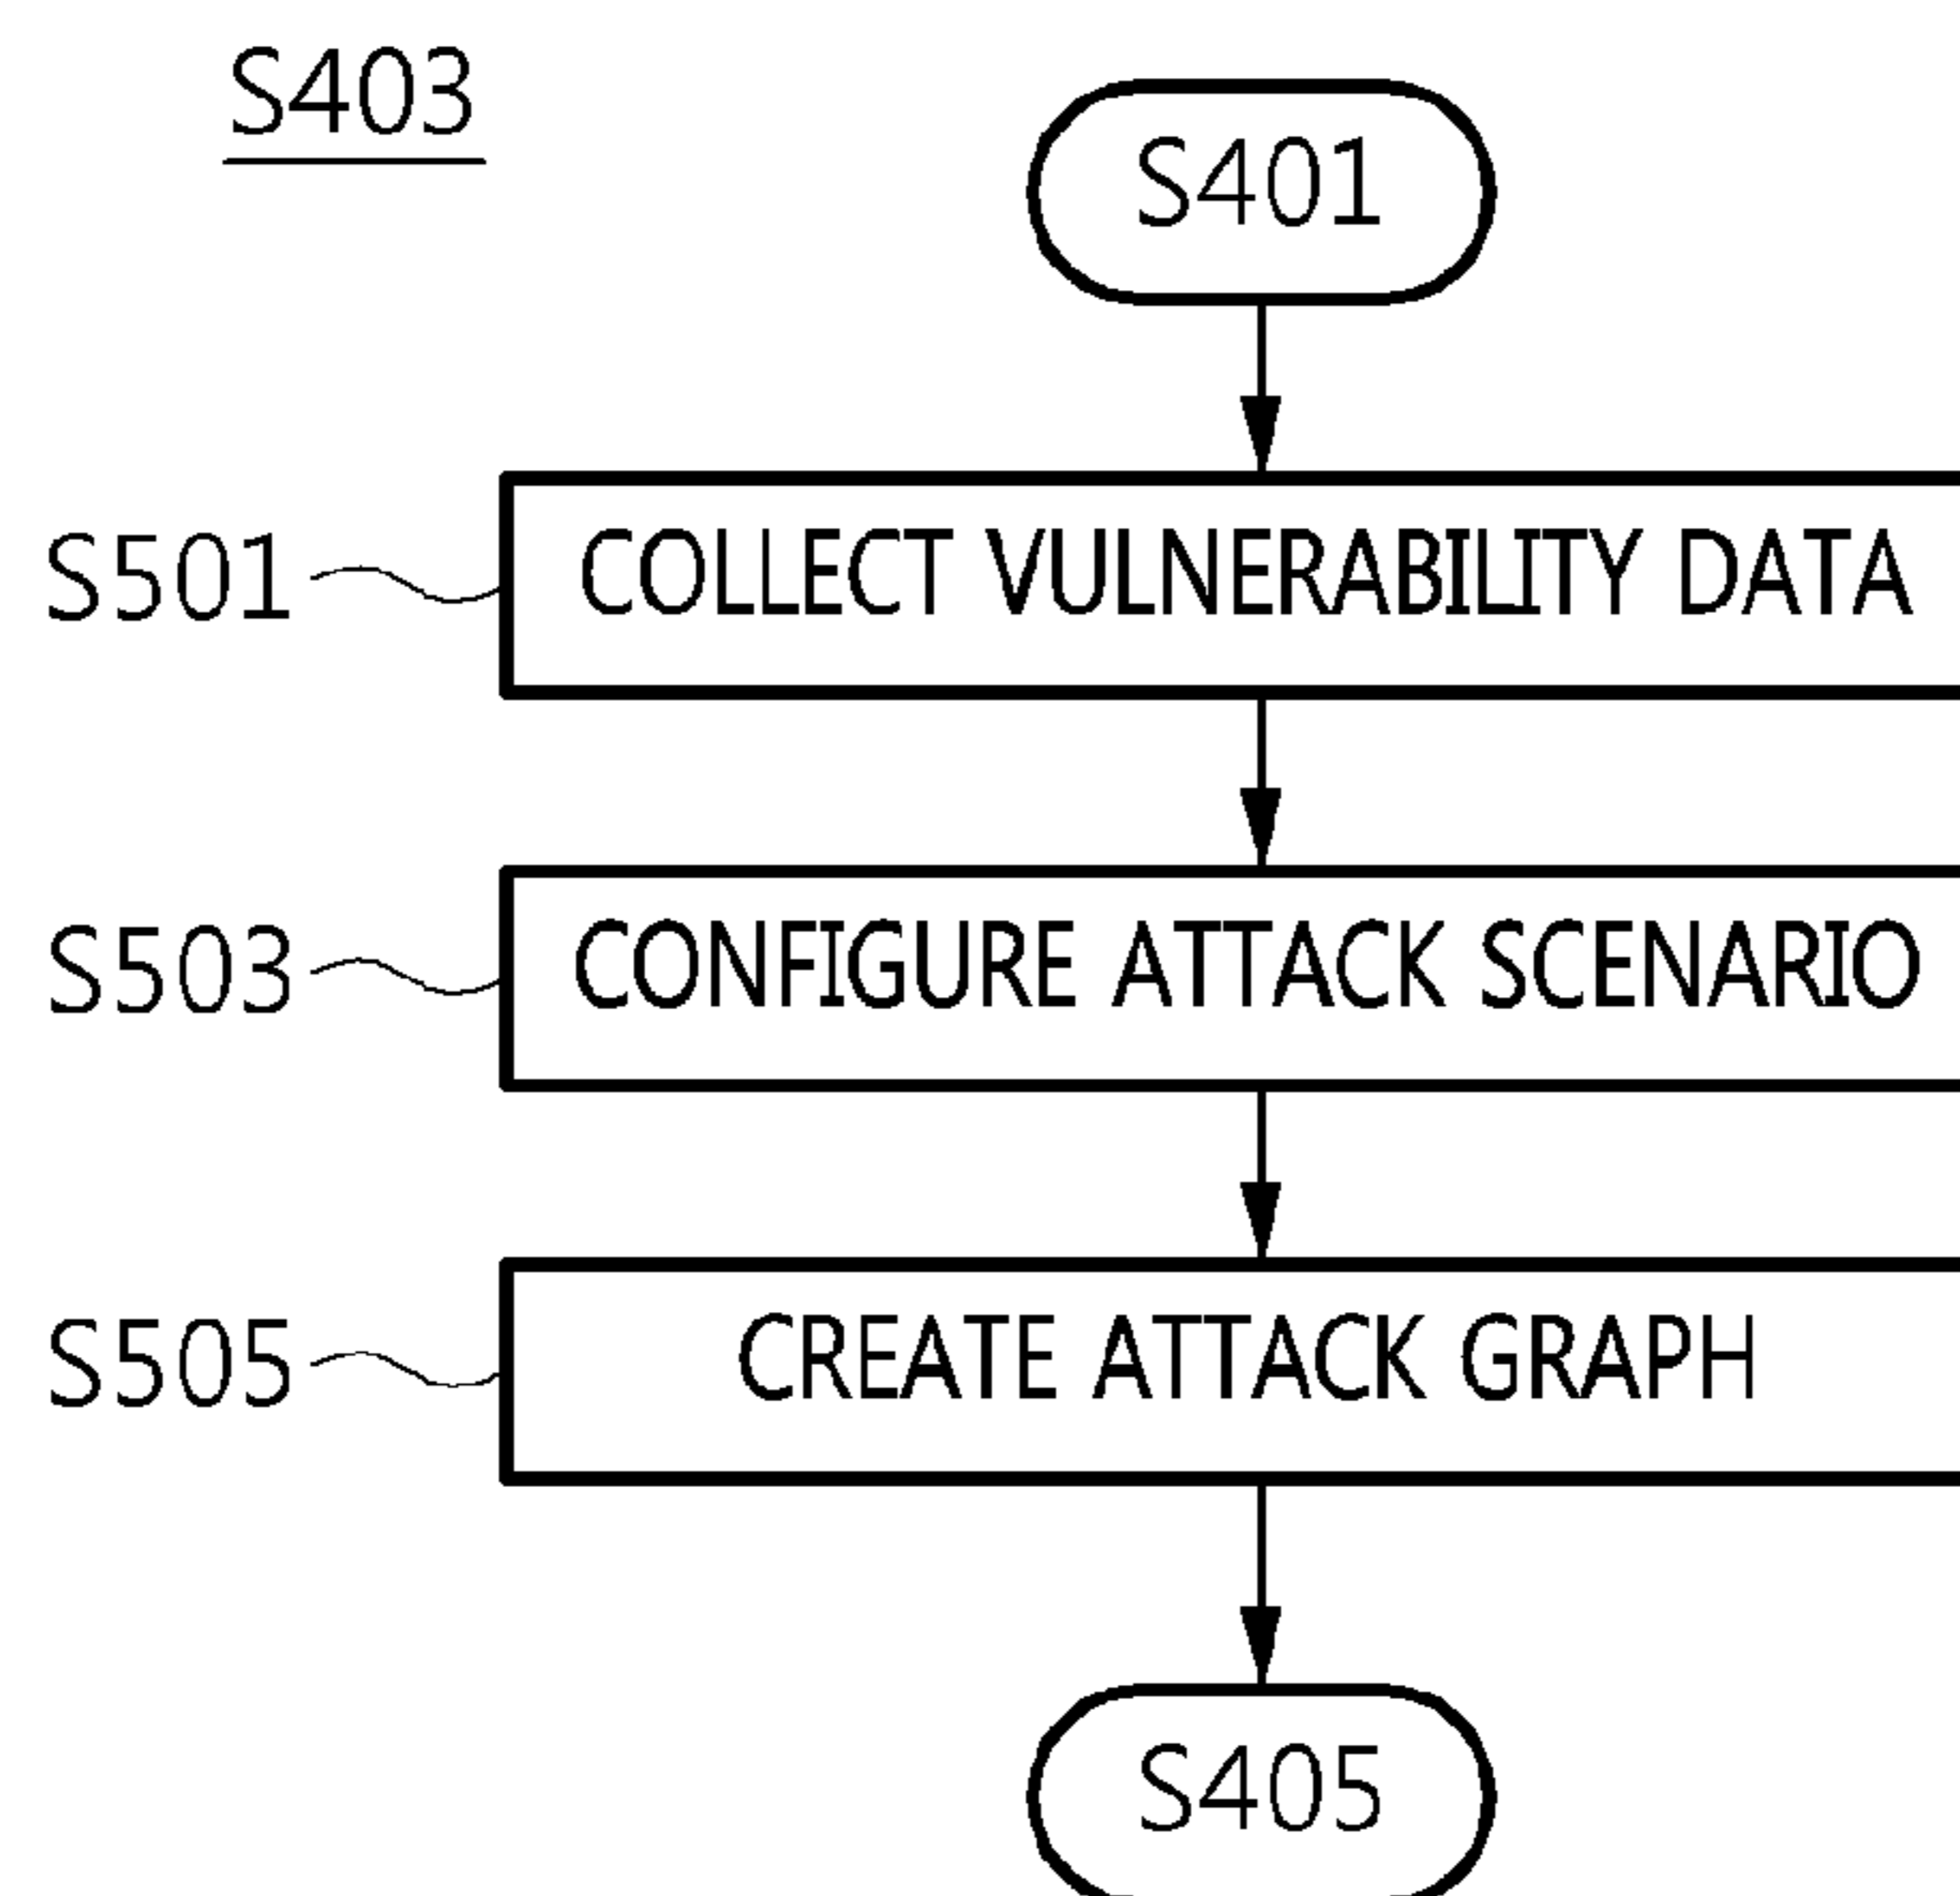 S403
S401
S501 COLLECT VULNERABILITY DATA
S503 CONFIGURE ATTACK SCENARIO
S505 CREATE ATTACK GRAPH
S405